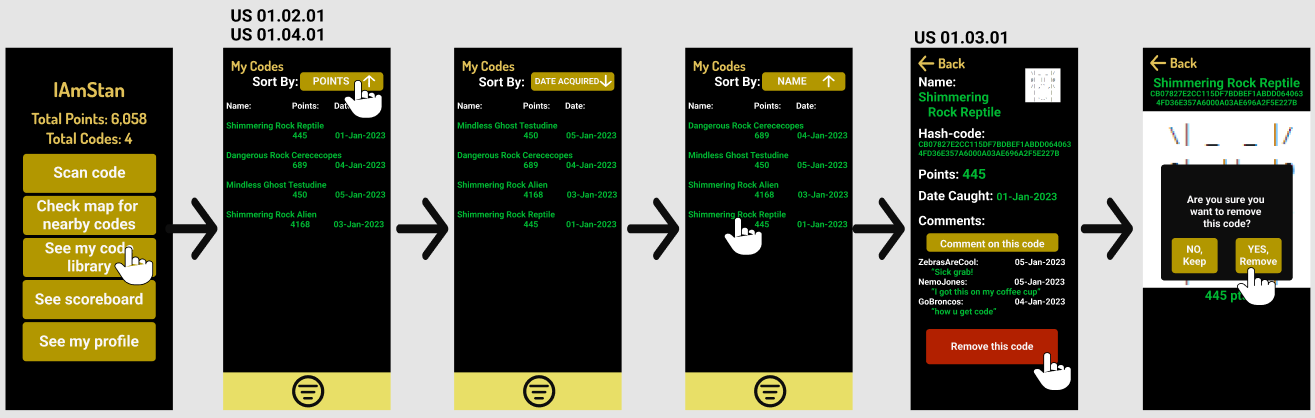 US 01.02.01
US 01.04.01
US 01.03.01
IAmStan
Total Points: 6,058
Total Codes: 4
Scan code
Check map for
nearby codes
See my code
library
See scoreboard
See my profile
My Codes
Sort By: POINTS
Name: Points: Date:
Shimmering Rock Reptile
445 01-Jan-2023
Dangerous Rock Cerececopes
689 04-Jan-2023
Mindless Ghost Testudine
450 05-Jan-2023
Shimmering Rock Alien
4168 03-Jan-2023
My Codes
Sort By: DATE ACQUIRED
Name: Points: Date:
Mindless Ghost Testudine
450 05-Jan-2023
Dangerous Rock Cerececopes
689 04-Jan-2023
Shimmering Rock Alien
4168 03-Jan-2023
Shimmering Rock Reptile
445 01-Jan-2023
My Codes
Sort By: NAME
Name: Points: Date:
Dangerous Rock Cerececopes
689 04-Jan-2023
Mindless Ghost Testudine
450 05-Jan-2023
Shimmering Rock Alien
4168 03-Jan-2023
Shimmering Rock Reptile
445 01-Jan-2023
Back
Name:
Shimmering
Rock Reptile
Hash-code:
CB07827E2CC115DF7BDBEF1ABDD064063
4FD36E357A6000A03AE696A2F5E227B
Points: 445
Date Caught: 01-Jan-2023
Comments:
Comment on this code
ZebrasAreCool: 05-Jan-2023
"Sick grab!
NemoJones: 05-Jan-2023
"I got this on my coffee cup"
GoBroncos: 04-Jan-2023
"how u get code"
Remove this code
Back
Shimmering Rock Reptile
CB07827E2CC115DF7BDBEF1ABDD064063
4FD36E357A6000A03AE696A2F5E227B
Are you sure you
want to remove
this code?
NO,
Keep
YES,
Remove
445